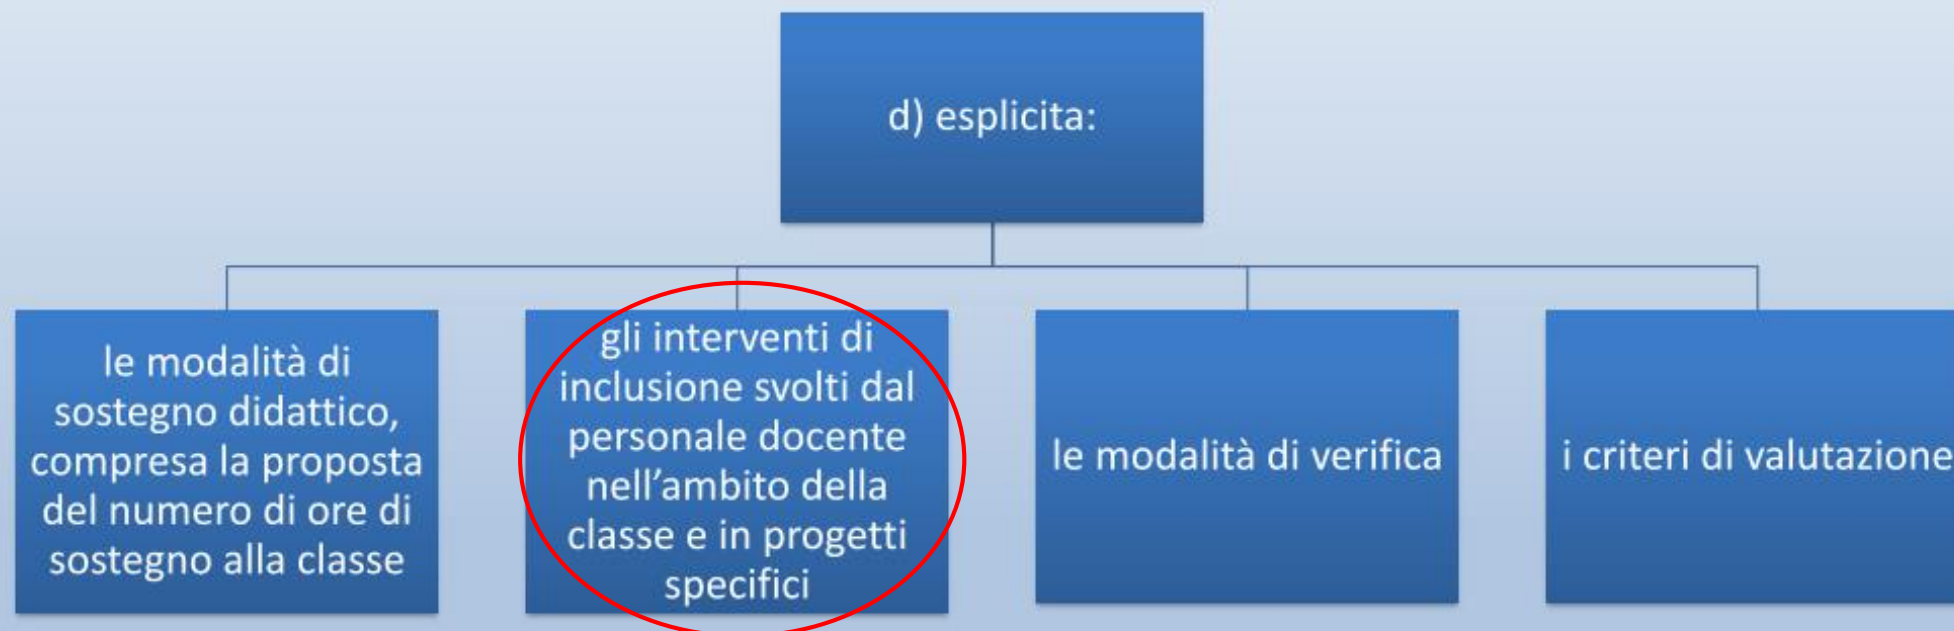 d) esplicita:
le modalità di
sostegno didattico,
compresa la proposta
del numero di ore di
sostegno alla classe
gli interventi di
inclusione svolti dal
personale docente
nell’ambito della
classe e in progetti
specifici
le modalità di verifica
i criteri di valutazione